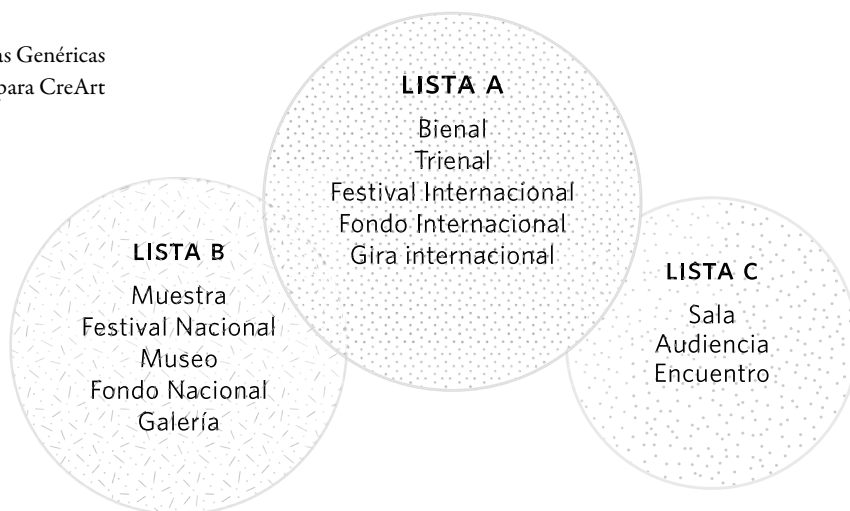 Genéricas
para CreArt
LISTA A
Bienal
Trienal
Festival Internacional
Fondo Internacional
Gira internacional
LISTA B
Muestra
Festival Nacional
Museo
Fondo Nacional
Galería
LISTA C
Sala
Audiencia
Encuentro